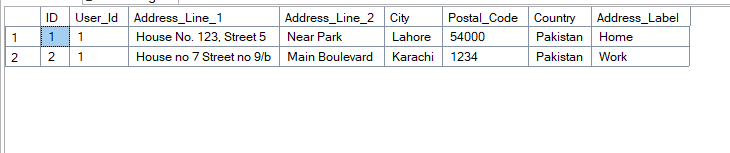 ID User_Id Address_Line_1 Address_Line_2 City Postal_Code Country Address_Label
1 1 1 House No. 123, Street 5 Near Park Lahore 54000 Pakistan Home
2 2 1 House no 7 Street no 9/b Main Boulevard Karachi 1234 Pakistan Work